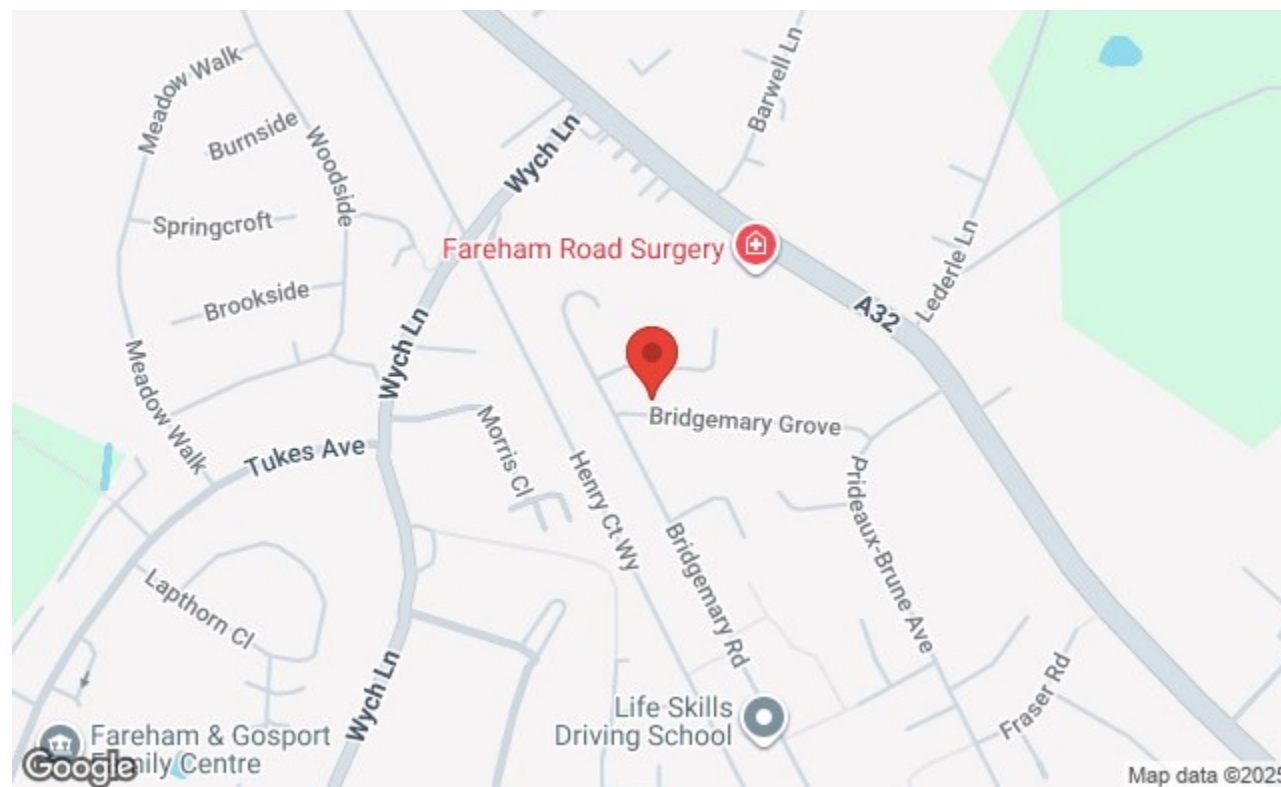 Meadow Walk
Burnside
Woodside
Springcroft
Brookside
Meadow Walk
Wych Ln
Barwell Ln
Fareham Road Surgery
A32
Lederle Ln
Wych Ln
Bridgemary Grove
Tukes Ave
Morris Cl
Henry Ct Wy
Prideaux-Brune Ave
Bridgemary Rd
Lapthorn Cl
Wych Ln
Fraser Rd
Life Skills
Driving School
Fareham & Gosport
Family Centre
Google
Map data ©2025